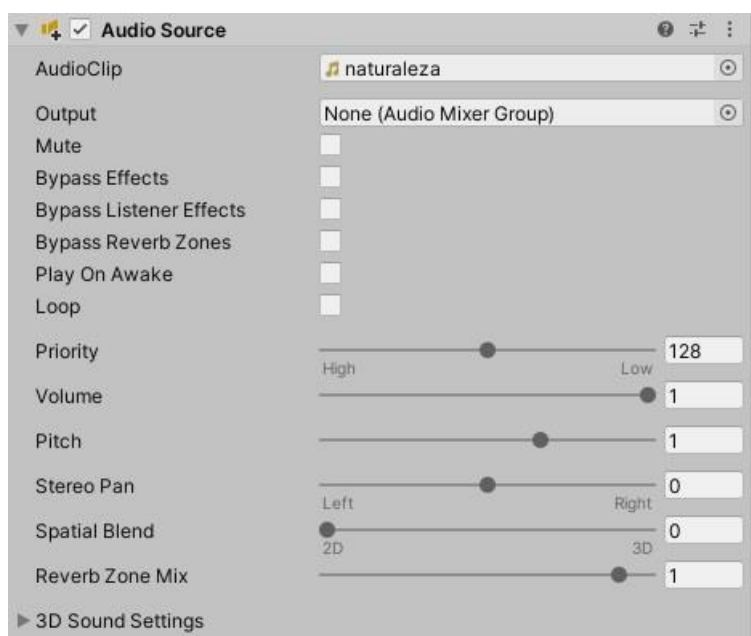 Audio Source
AudioClip naturaleza
Output None (Audio Mixer Group)
Mute
Bypass Effects
Bypass Listener Effects
Bypass Reverb Zones
Play On Awake
Loop
Priority 128
High Low
Volume 1
Pitch 1
Stereo Pan 0
Left Right
Spatial Blend 0
2D 3D
Reverb Zone Mix 1
3D Sound Settings